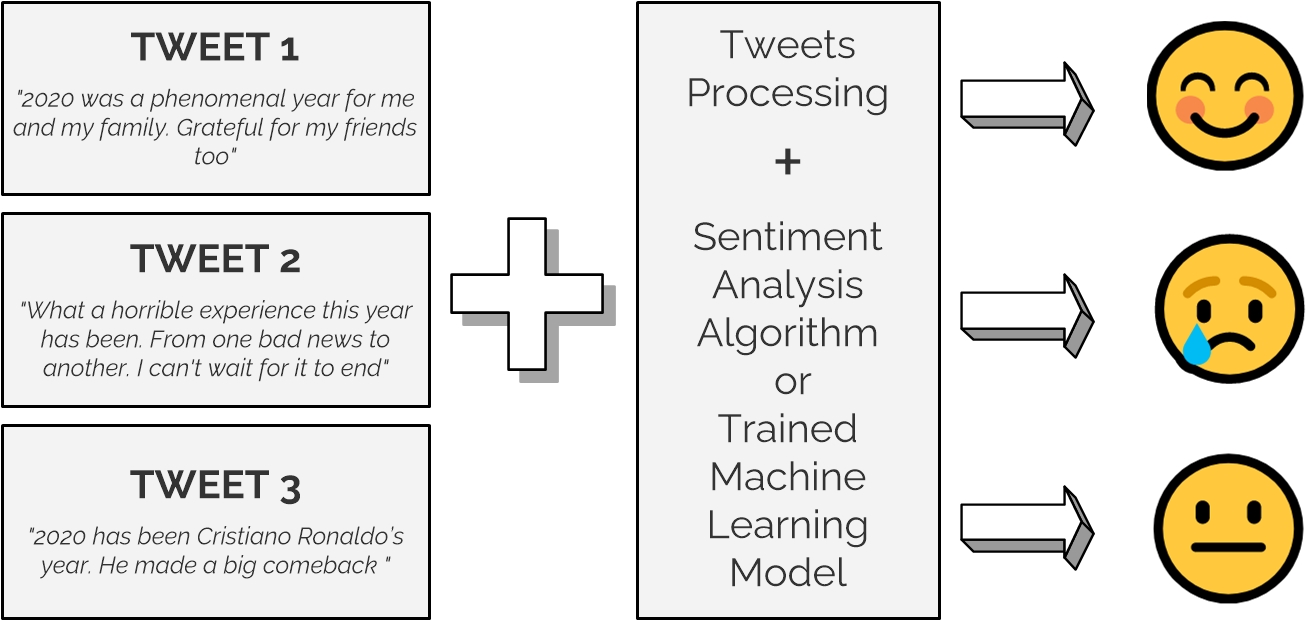 TWEET 1
"2020 was a phenomenal year for me
and my family. Grateful for my friends
too"
TWEET 2
"What a horrible experience this year
has been. From one bad news to
another. I can't wait for it to end"
TWEET 3
"2020 has been Cristiano Ronaldo's
year. He made a big comeback "
Tweets
Processing
+
Sentiment
Analysis
Algorithm
or
Trained
Machine
Learning
Model